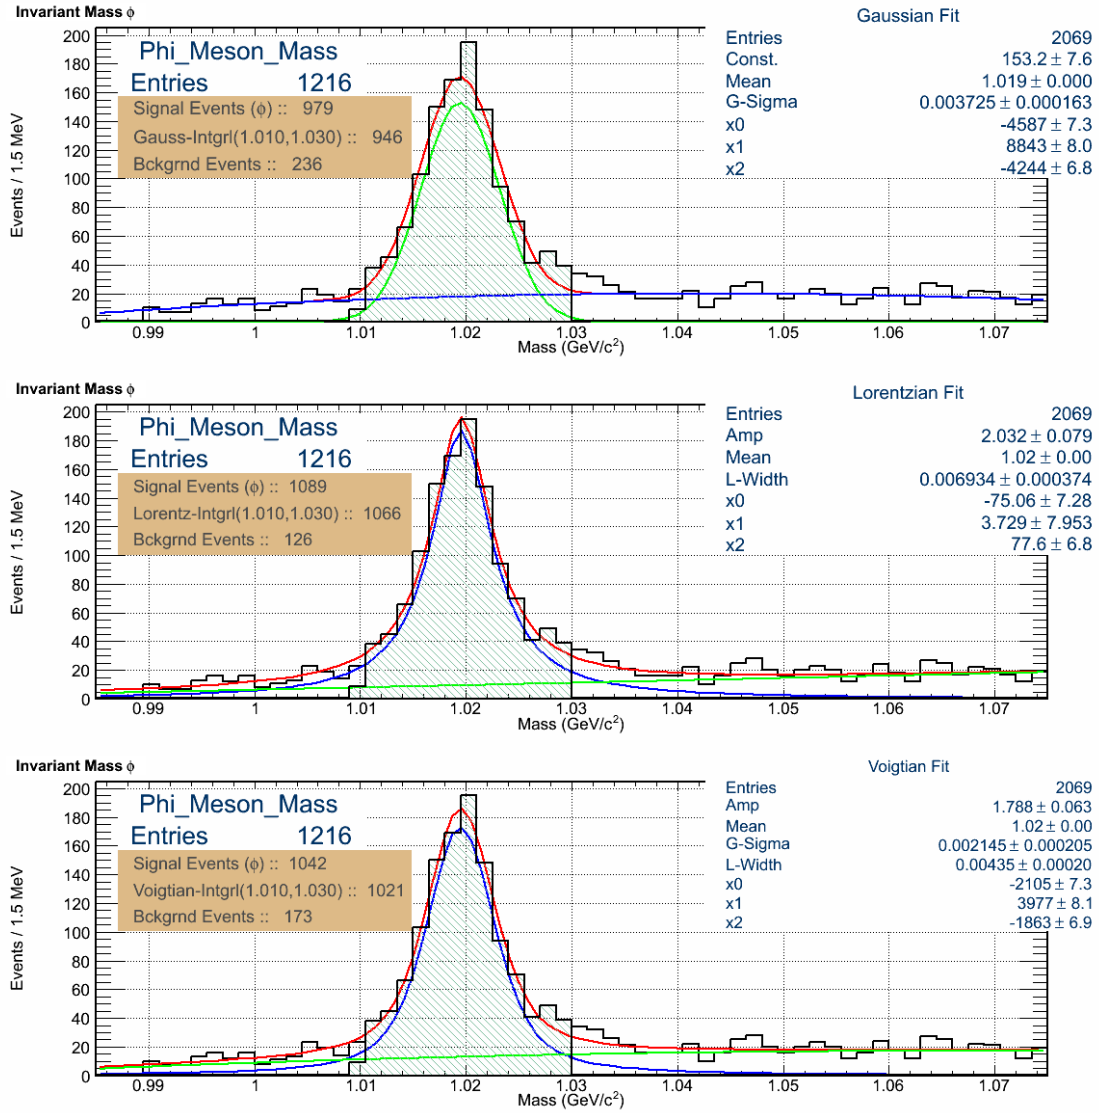 Invariant Mass ϕ
Gaussian Fit
Phi_Meson_Mass
Entries 1216
Signal Events (ϕ) :: 979
Gauss-Intgrl(1.010,1.030) :: 946
Bckgrnd Events :: 236
Entries 2069
Const. 153.2 ± 7.6
Mean 1.019 ± 0.000
G-Sigma 0.003725 ± 0.000163
x0 -4587 ± 7.3
x1 8843 ± 8.0
x2 -4244 ± 6.8
Events / 1.5 MeV
200
180
160
140
120
100
80
60
40
20
0
0.99 1 1.01 1.02 1.03 1.04 1.05 1.06 1.07
Mass (GeV/c²)
Invariant Mass ϕ
Lorentzian Fit
Phi_Meson_Mass
Entries 1216
Signal Events (ϕ) :: 1089
Lorentz-Intgrl(1.010,1.030) :: 1066
Bckgrnd Events :: 126
Entries 2069
Amp 2.032 ± 0.079
Mean 1.02 ± 0.00
L-Width 0.006934 ± 0.000374
x0 -75.06 ± 7.28
x1 3.729 ± 7.953
x2 77.6 ± 6.8
Events / 1.5 MeV
200
180
160
140
120
100
80
60
40
20
0
0.99 1 1.01 1.02 1.03 1.04 1.05 1.06 1.07
Mass (GeV/c²)
Invariant Mass ϕ
Voigtian Fit
Phi_Meson_Mass
Entries 1216
Signal Events (ϕ) :: 1042
Voigtian-Intgrl(1.010,1.030) :: 1021
Bckgrnd Events :: 173
Entries 2069
Amp 1.788 ± 0.063
Mean 1.02 ± 0.00
G-Sigma 0.002145 ± 0.000205
L-Width 0.00435 ± 0.00020
x0 -2105 ± 7.3
x1 3977 ± 8.1
x2 -1863 ± 6.9
Events / 1.5 MeV
200
180
160
140
120
100
80
60
40
20
0
0.99 1 1.01 1.02 1.03 1.04 1.05 1.06 1.07
Mass (GeV/c²)